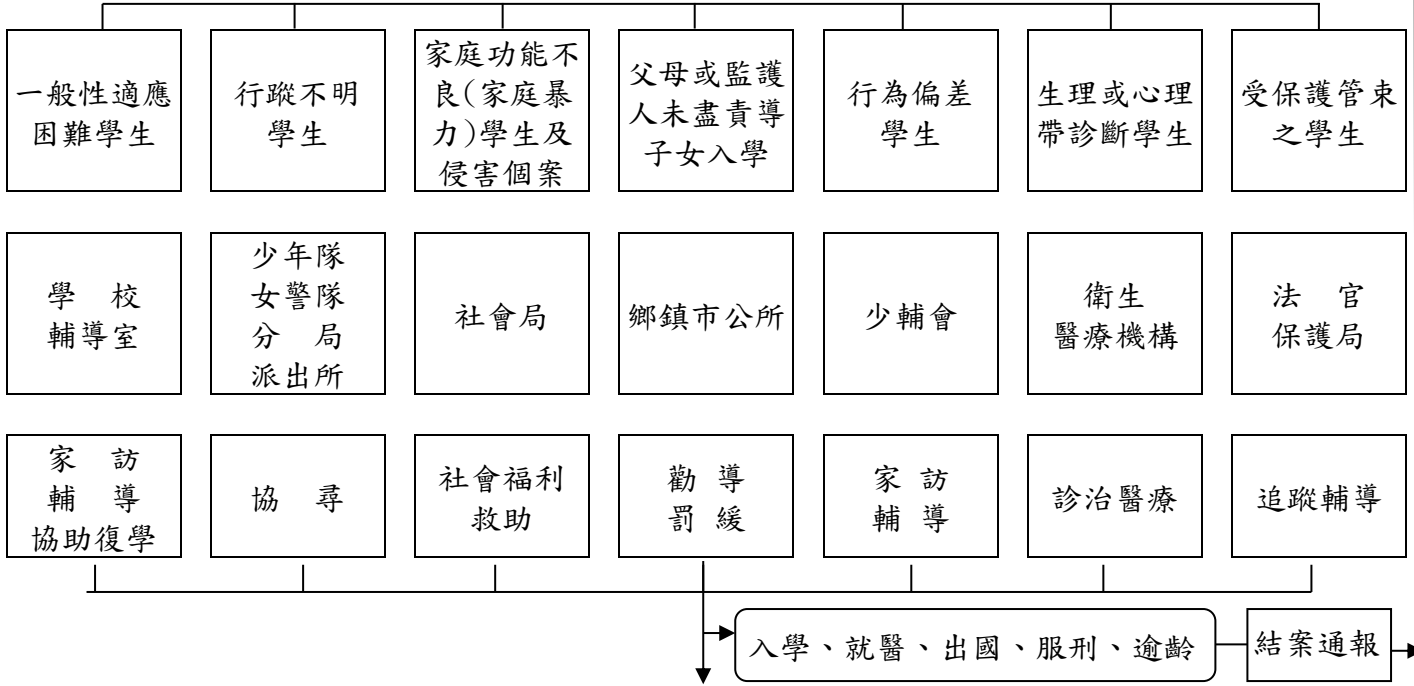 一般性適應
困難學生
行蹤不明
學生
家庭功能不
良(家庭暴
力)學生及
侵害個案
父母或監護
人未盡責導
子女入學
行為偏差
學生
生理或心理
帶診斷學生
受保護管束
之學生
學 校
輔導室
少年隊
女警隊
分 局
派出所
社會局
鄉鎮市公所
少輔會
衛生
醫療機構
法 官
保護局
家 訪
輔 導
協助復學
協 尋
社會福利
救助
勸 導
罰 緩
家 訪
輔 導
診治醫療
追蹤輔導
入學、就醫、出國、服刑、逾齡
結案通報